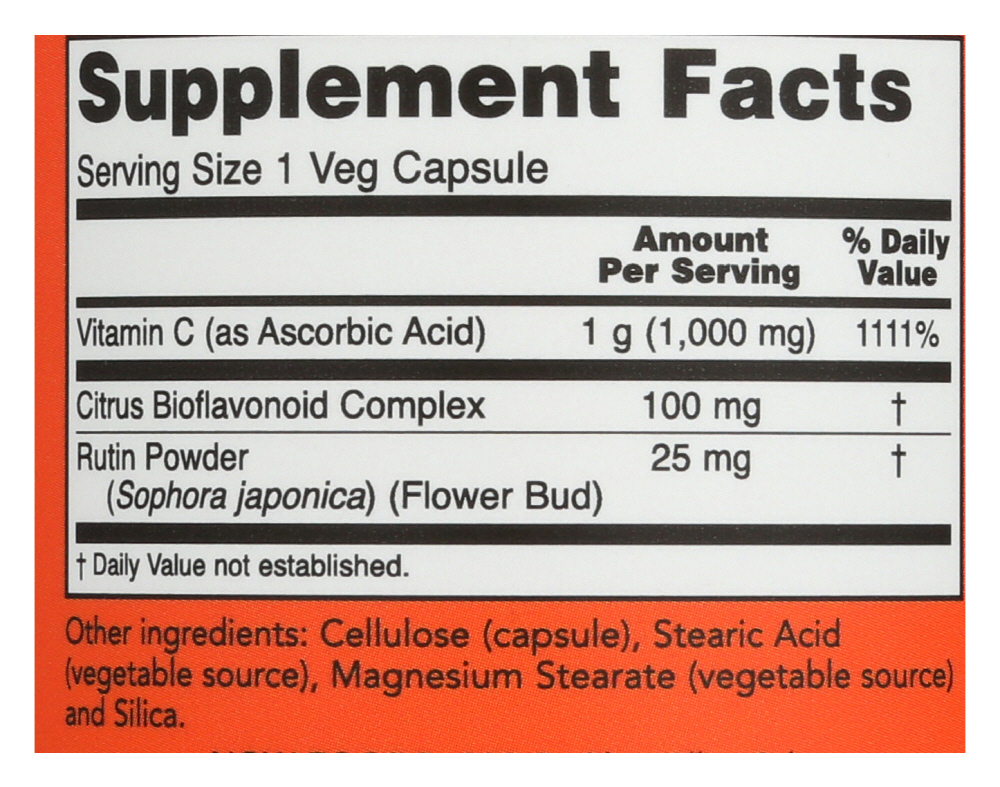 Supplement Facts
Serving Size 1 Veg Capsule
Amount Per Serving
% Daily Value
Vitamin C (as Ascorbic Acid) 1 g (1,000 mg) 1111%
Citrus Bioflavonoid Complex 100 mg †
Rutin Powder 25 mg †
(Sophora japonica) (Flower Bud)
† Daily Value not established.
Other ingredients: Cellulose (capsule), Stearic Acid
(vegetable source), Magnesium Stearate (vegetable source)
and Silica.